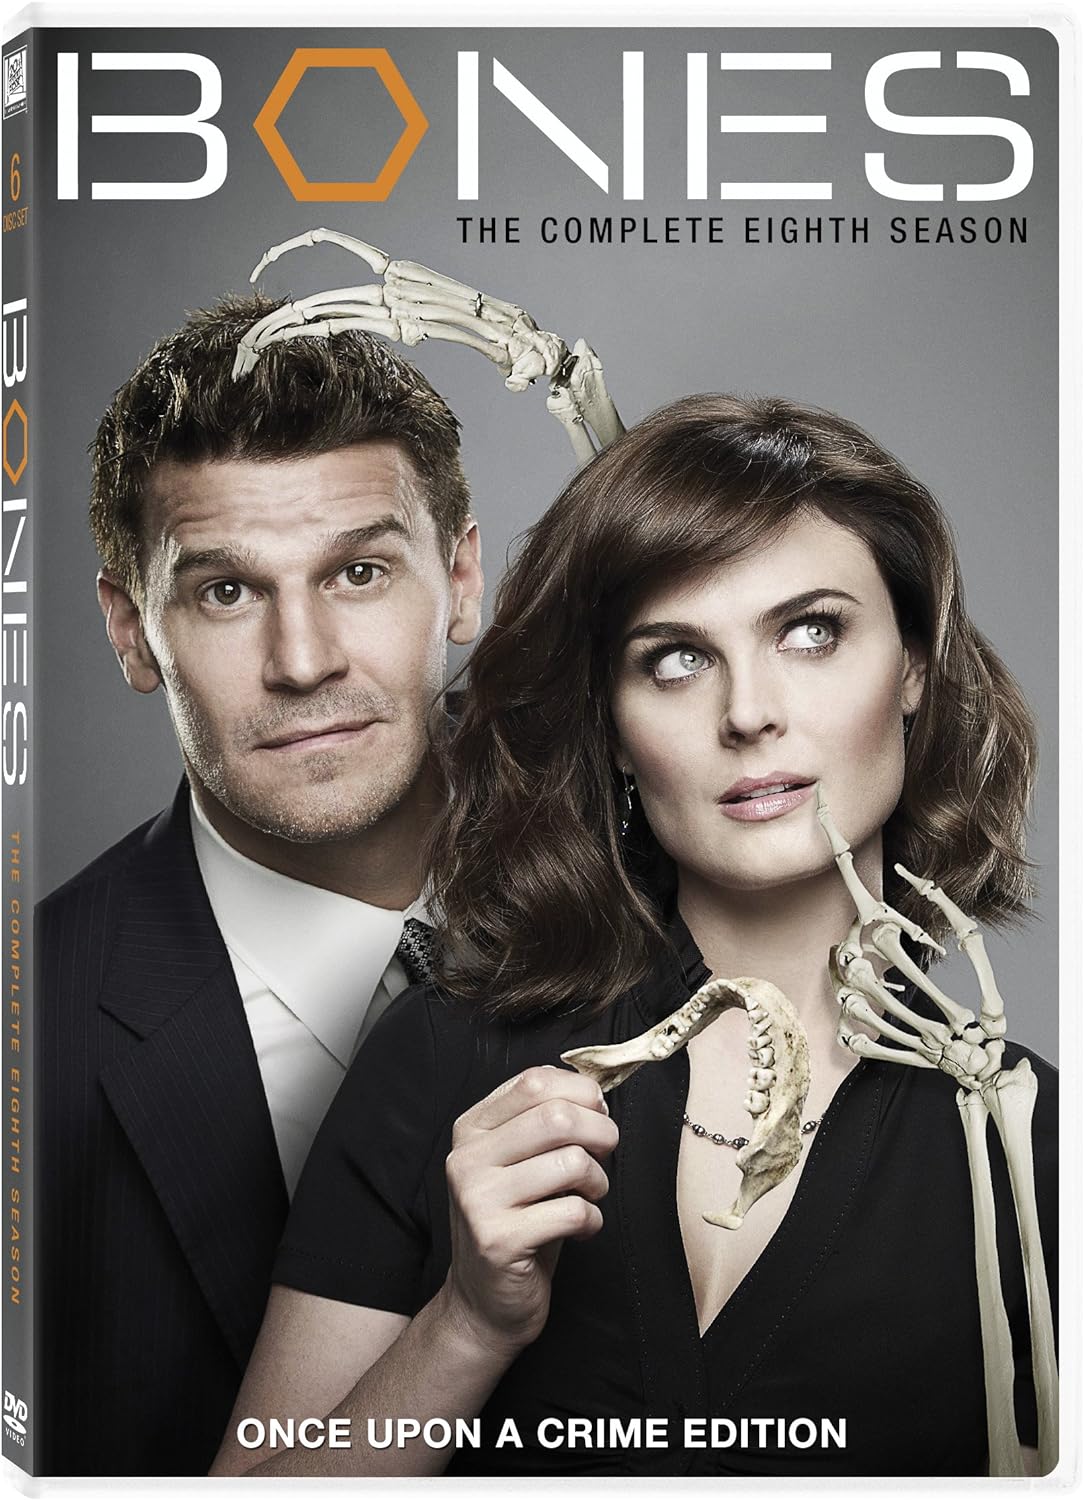 BONES
THE COMPLETE EIGHTH SEASON
ONCE UPON A CRIME EDITION
6
DISC SET
BONES
THE COMPLETE EIGHTH SEASON
DVD
VIDEO